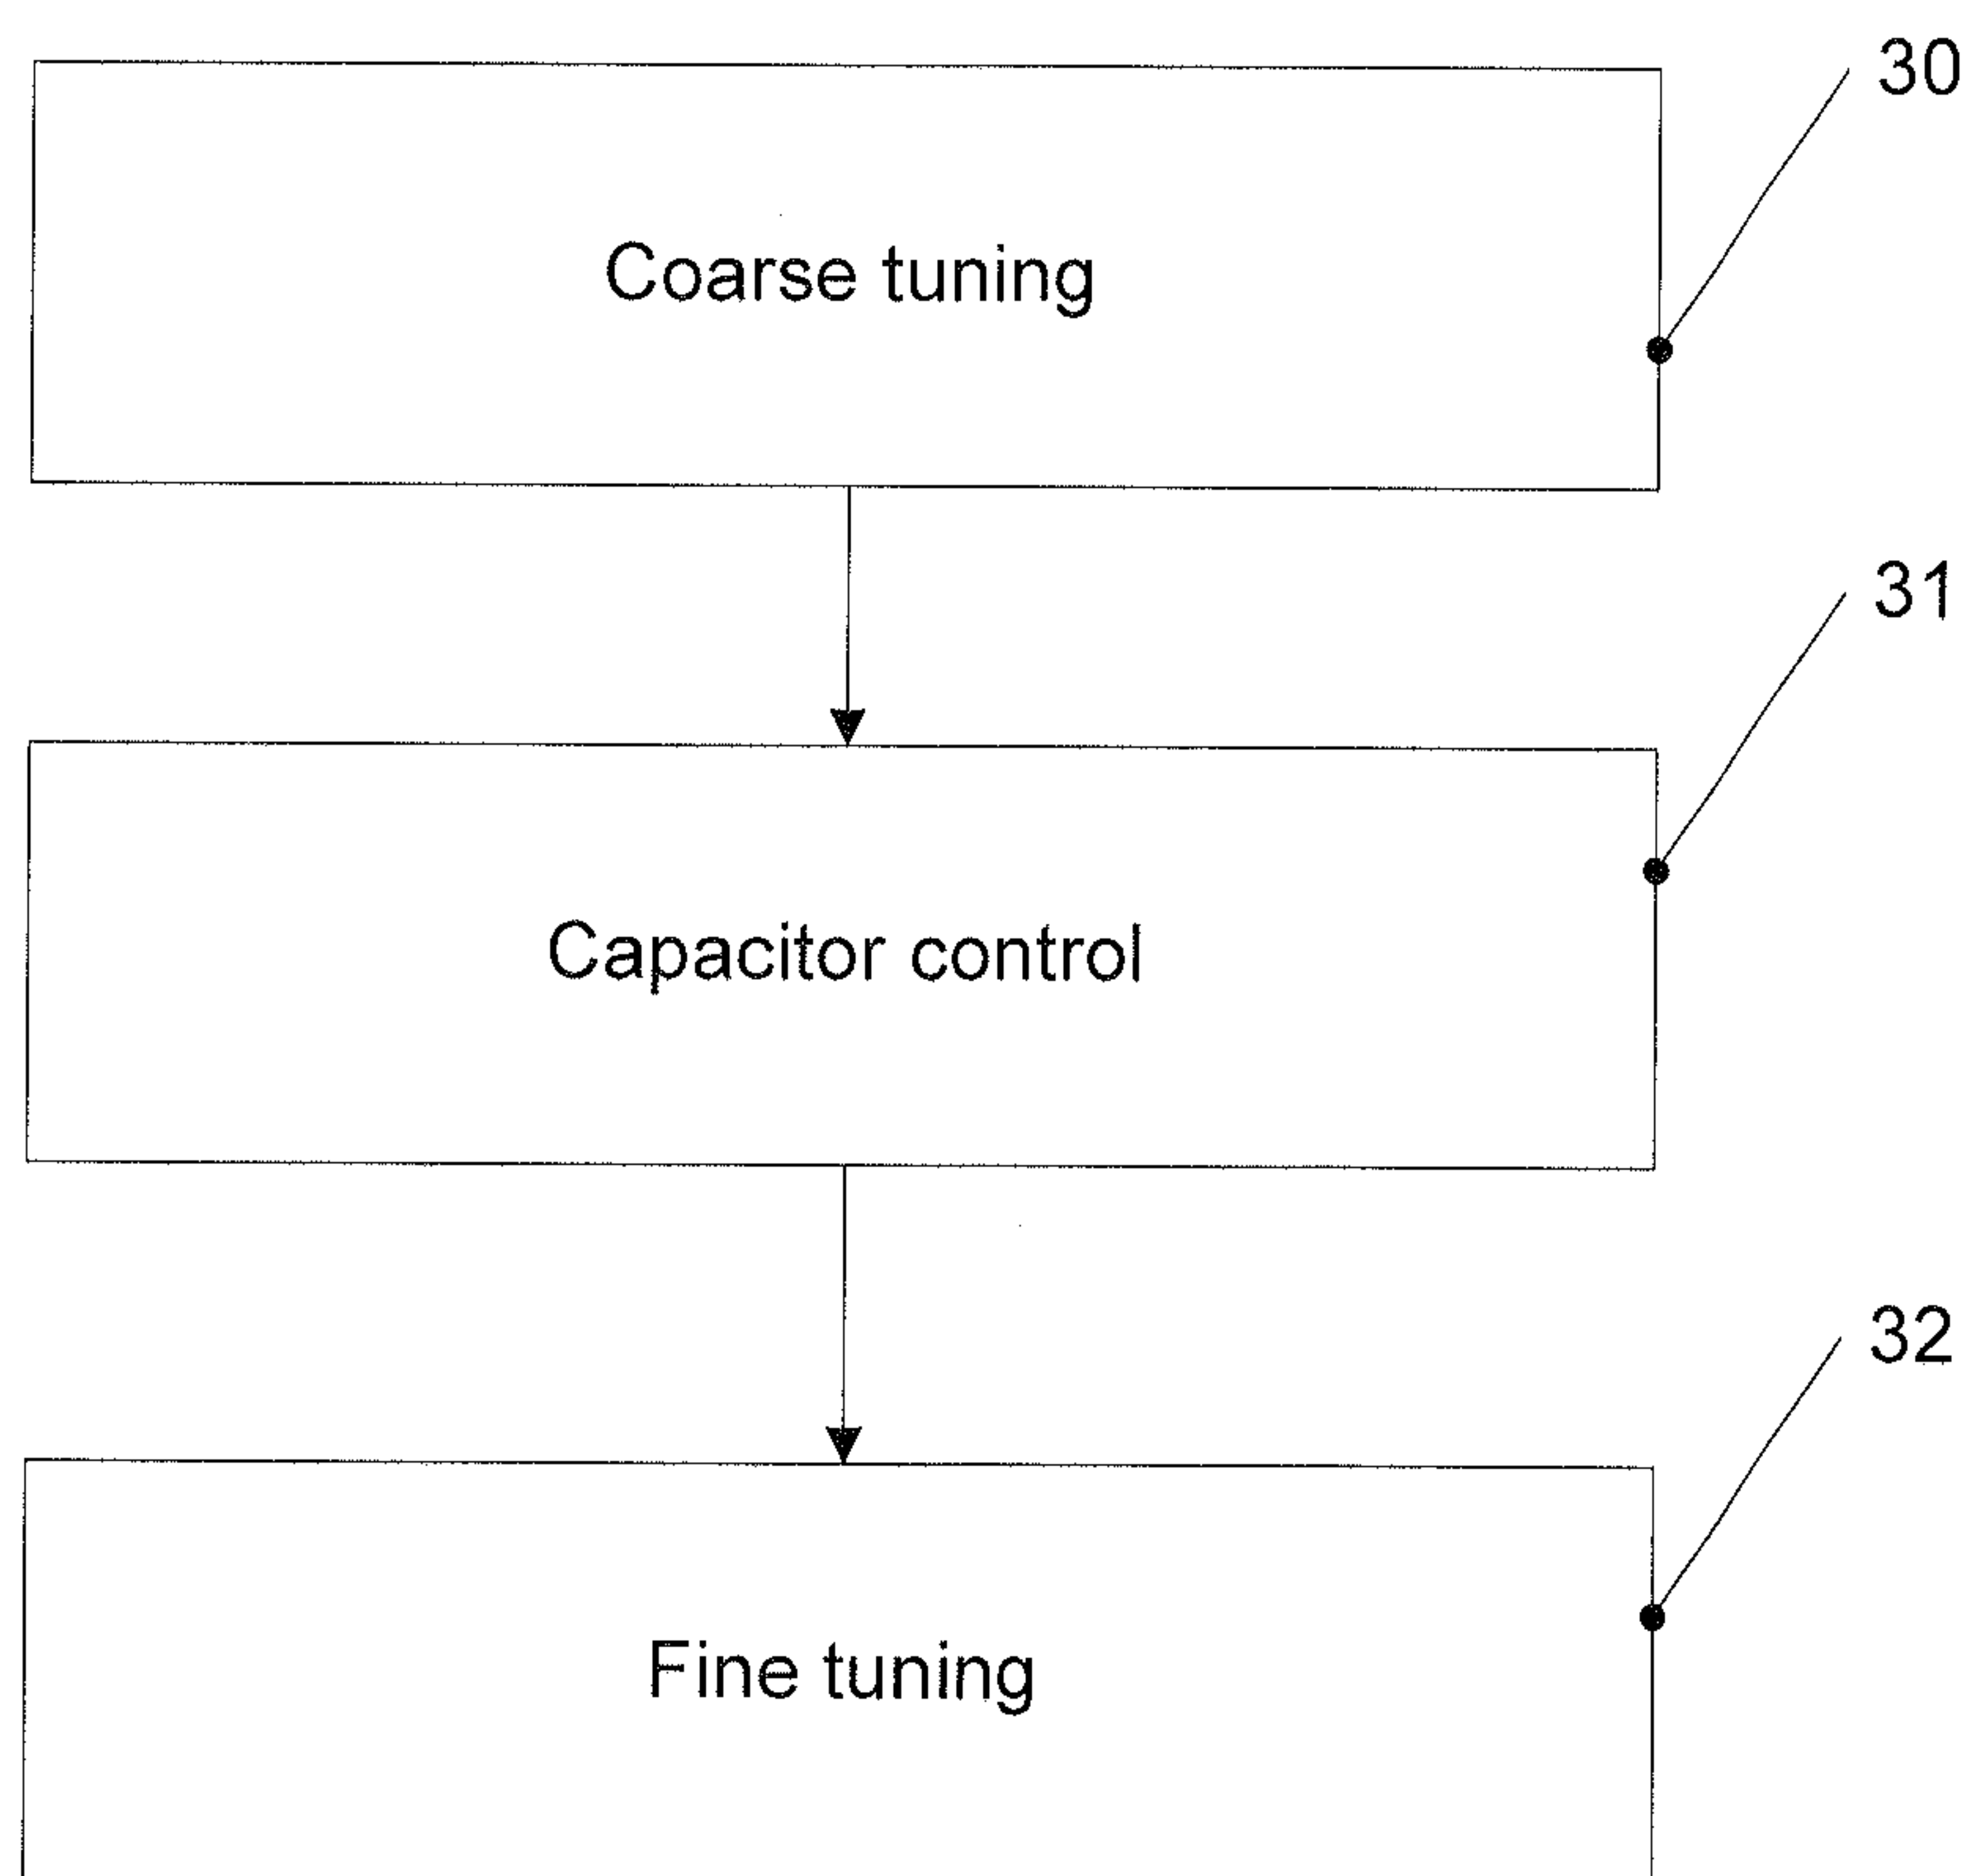 30
Coarse tuning
31
Capacitor control
32
Fine tuning